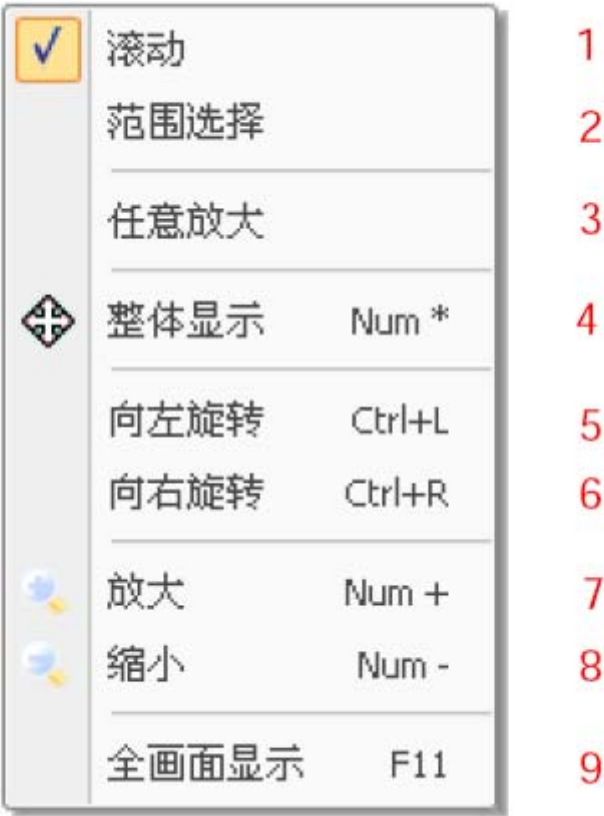 滚动 1
范围选择 2
任意放大 3
整体显示 Num * 4
向左旋转 Ctrl+L 5
向右旋转 Ctrl+R 6
放大 Num + 7
缩小 Num - 8
全画面显示 F11 9